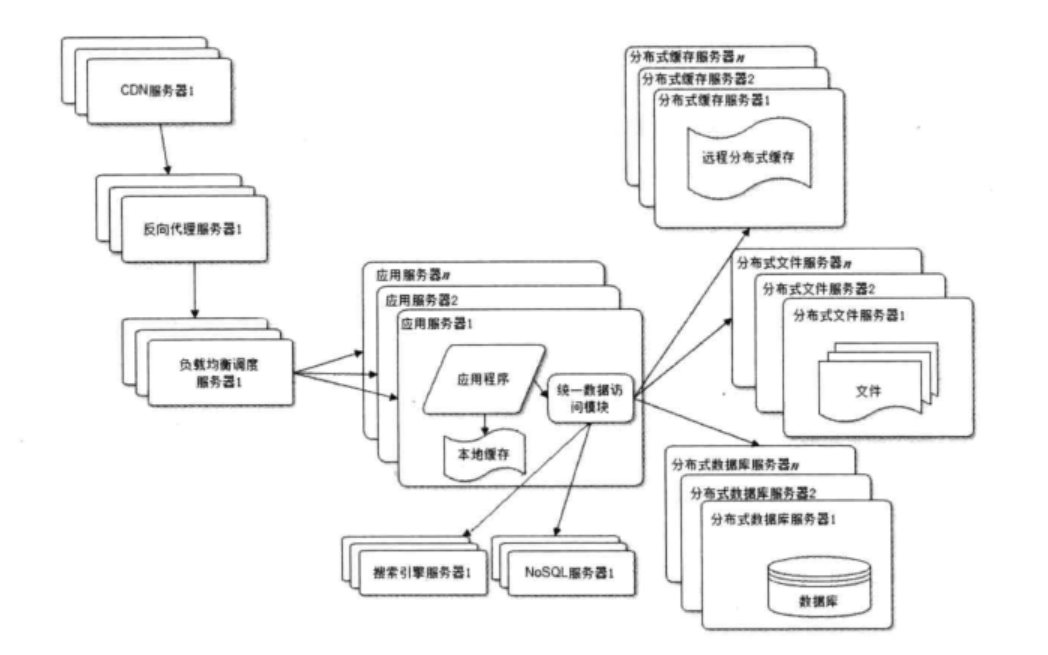 CDN服务器1
反向代理服务器1
负载均衡调度
服务器1
应用服务器n
应用服务器2
应用服务器1
应用程序
统一数据访
问模块
本地缓存
搜索引擎服务器1
NoSQL服务器1
分布式缓存服务器n
分布式缓存服务器2
分布式缓存服务器1
远程分布式缓存
分布式文件服务器n
分布式文件服务器2
分布式文件服务器1
文件
分布式数据库服务器n
分布式数据库服务器2
分布式数据库服务器1
数据库